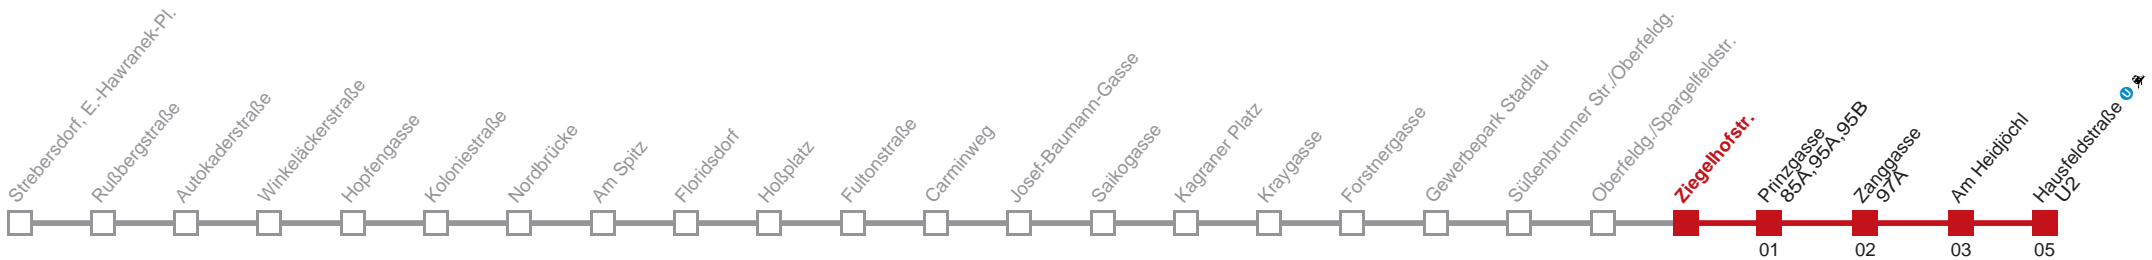 Strebersdorf, E.-Hawranek-Pl.
Rußbergstraße
Autokaderstraße
Winkeläckerstraße
Hopfengasse
Koloniestraße
Nordbrücke
Am Spitz
Floridsdorf
Hoßplatz
Fultonstraße
Carminweg
Josef-Baumann-Gasse
Saikogasse
Kagraner Platz
Kraygasse
Forstnergasse
Gewerbepark Stadlau
Süßenbrunner Str./Oberfeldg.
Oberfeldg./Spargelfeldstr.
Ziegelhofstr.
Prinzgasse
85A,95A,95B
Zanggasse
97A
Am Heidjöchl
Hausfeldstraße U
U2
01
02
03
05